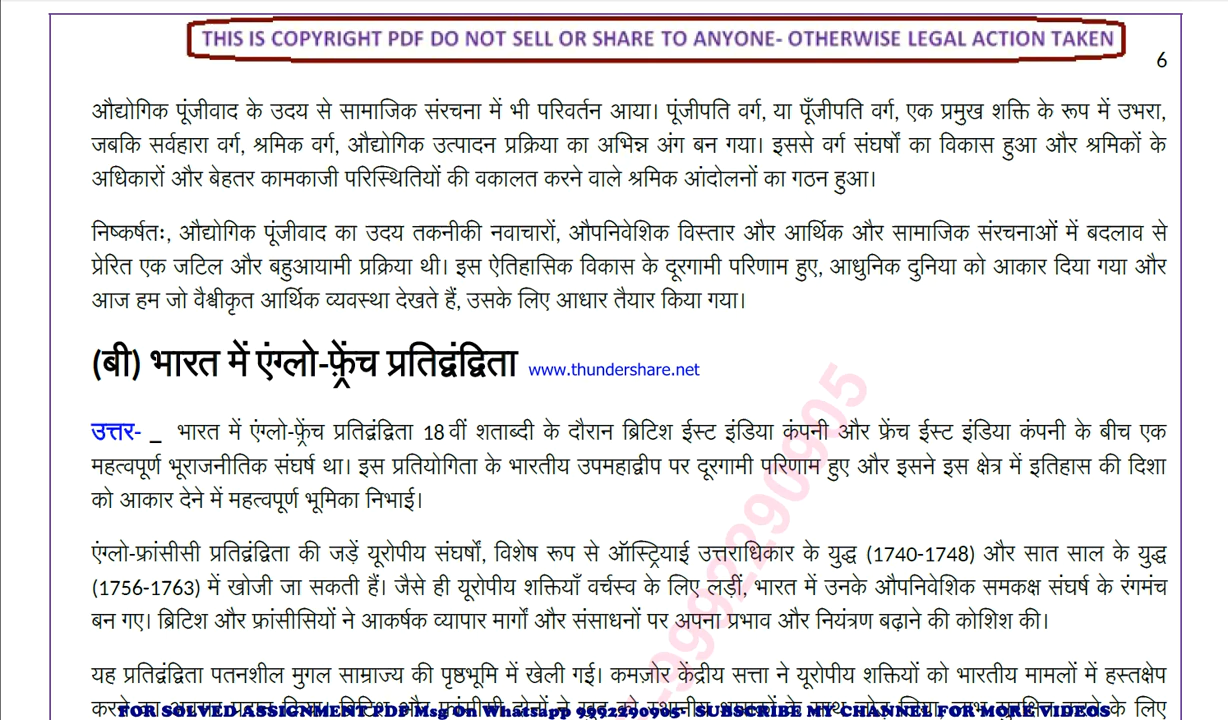 THIS IS COPYRIGHT PDF DO NOT SELL OR SHARE TO ANYONE- OTHERWISE LEGAL ACTION TAKEN
6
औद्योगिक पूंजीवाद के उदय से सामाजिक संरचना में भी परिवर्तन आया। पूंजीपति वर्ग, या पूँजीपति वर्ग, एक प्रमुख शक्ति के रूप में उभरा,
जबकि सर्वहारा वर्ग, श्रमिक वर्ग, औद्योगिक उत्पादन प्रक्रिया का अभिन्न अंग बन गया। इससे वर्ग संघर्षों का विकास हुआ और श्रमिकों के
अधिकारों और बेहतर कामकाजी परिस्थितियों की वकालत करने वाले श्रमिक आंदोलनों का गठन हुआ।
निष्कर्षतः, औद्योगिक पूंजीवाद का उदय तकनीकी नवाचारों, औपनिवेशिक विस्तार और आर्थिक और सामाजिक संरचनाओं में बदलाव से
प्रेरित एक जटिल और बहुआयामी प्रक्रिया थी। इस ऐतिहासिक विकास के दूरगामी परिणाम हुए, आधुनिक दुनिया को आकार दिया गया और
आज हम जो वैश्वीकृत आर्थिक व्यवस्था देखते हैं, उसके लिए आधार तैयार किया गया।
(बी) भारत में एंग्लो-फ़्रेंच प्रतिद्वंद्विता www.thundershare.net
उत्तर- _ भारत में एंग्लो-फ़्रेंच प्रतिद्वंद्विता 18 वीं शताब्दी के दौरान ब्रिटिश ईस्ट इंडिया कंपनी और फ्रेंच ईस्ट इंडिया कंपनी के बीच एक
महत्वपूर्ण भूराजनीतिक संघर्ष था। इस प्रतियोगिता के भारतीय उपमहाद्वीप पर दूरगामी परिणाम हुए और इसने इस क्षेत्र में इतिहास की दिशा
को आकार देने में महत्वपूर्ण भूमिका निभाई।
एंग्लो-फ्रांसीसी प्रतिद्वंद्विता की जड़ें यूरोपीय संघर्षों, विशेष रूप से ऑस्ट्रियाई उत्तराधिकार के युद्ध (1740-1748) और सात साल के युद्ध
(1756-1763) में खोजी जा सकती हैं। जैसे ही यूरोपीय शक्तियाँ वर्चस्व के लिए लड़ीं, भारत में उनके औपनिवेशिक समकक्ष संघर्ष के रंगमंच
बन गए। ब्रिटिश और फ्रांसीसियों ने आकर्षक व्यापार मार्गों और संसाधनों पर अपना प्रभाव और नियंत्रण बढ़ाने की कोशिश की।
यह प्रतिद्वंद्विता पतनशील मुगल साम्राज्य की पृष्ठभूमि में खेली गई। कमज़ोर केंद्रीय सत्ता ने यूरोपीय शक्तियों को भारतीय मामलों में हस्तक्षेप
FOR SOLVED ASSIGNMENT PDF Msg On Whatsapp 9992290905- SUBSCRIBE MY CHANNEL FOR MORE VIDEOS
-9992290905